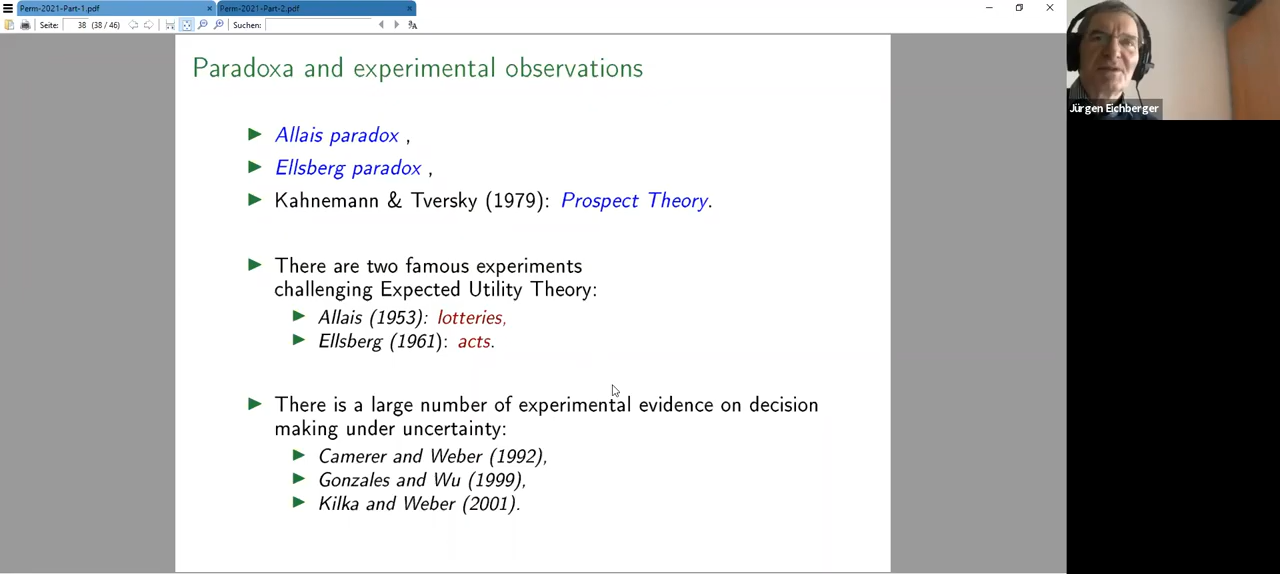 Perm-2021-Part-1.pdf
Perm-2021-Part-2.pdf
Seite:
38 (38 / 46)
Suchen:
Jürgen Eichberger
Paradoxa and experimental observations
Allais paradox ,
Ellsberg paradox ,
Kahnemann & Tversky (1979): Prospect Theory.
There are two famous experiments
challenging Expected Utility Theory:
Allais (1953): lotteries,
Ellsberg (1961): acts.
There is a large number of experimental evidence on decision
making under uncertainty:
Camerer and Weber (1992),
Gonzales and Wu (1999),
Kilka and Weber (2001).